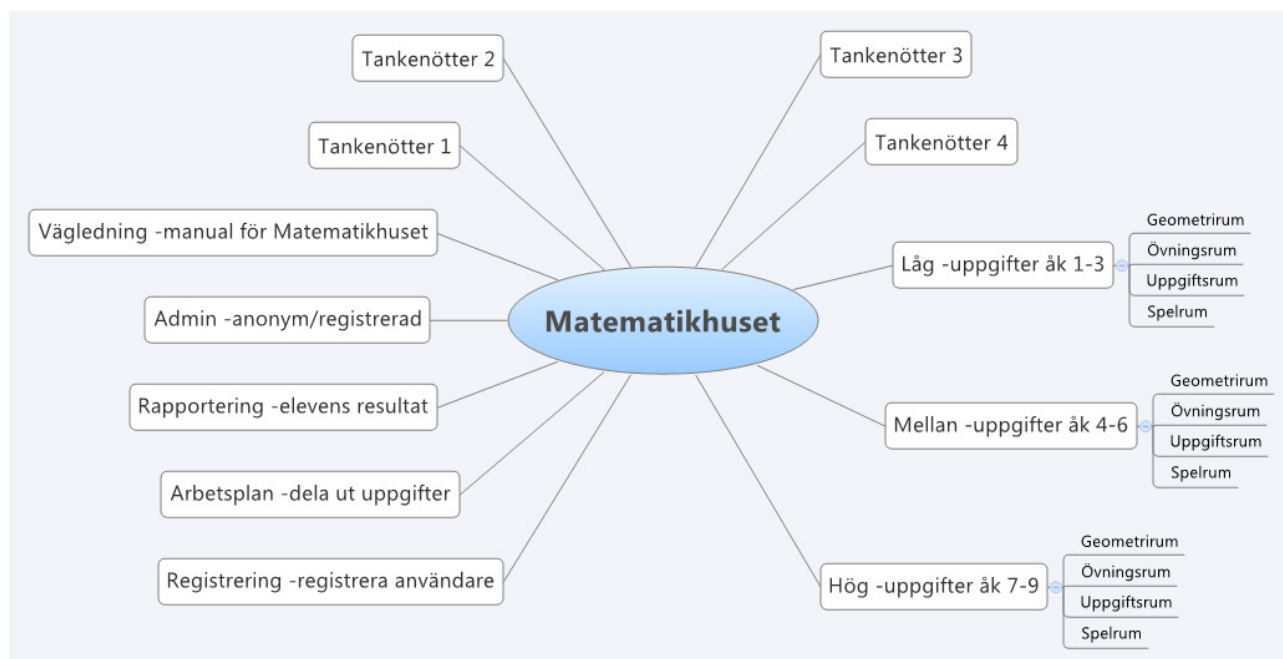 Tankenötter 2
Tankenötter 3
Tankenötter 1
Tankenötter 4
Vägledning -manual för Matematikhuset
Låg -uppgifter åk 1-3
Geometrirum
Övningsrum
Uppgiftsrum
Spelrum
Admin -anonym/registrerad
Matematikhuset
Rapportering -elevens resultat
Mellan -uppgifter åk 4-6
Geometrirum
Övningsrum
Uppgiftsrum
Spelrum
Arbetsplan -dela ut uppgifter
Registrering -registrera användare
Hög -uppgifter åk 7-9
Geometrirum
Övningsrum
Uppgiftsrum
Spelrum